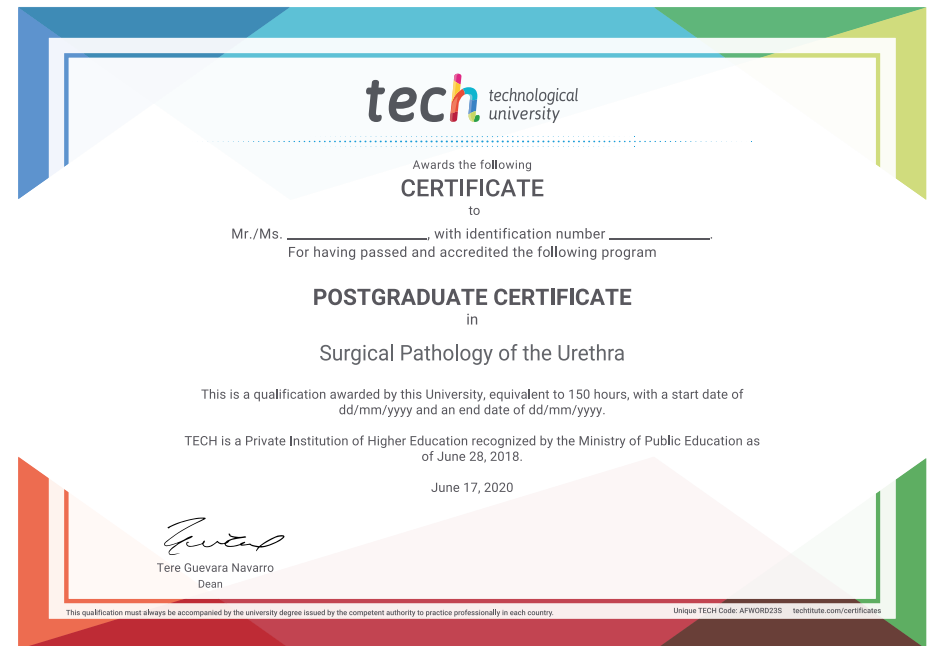 tech technological
university
Awards the following
CERTIFICATE
to
Mr./Ms. ____________________, with identification number ______________.
For having passed and accredited the following program
POSTGRADUATE CERTIFICATE
in
Surgical Pathology of the Urethra
This is a qualification awarded by this University, equivalent to 150 hours, with a start date of
dd/mm/yyyy and an end date of dd/mm/yyyy.
TECH is a Private Institution of Higher Education recognized by the Ministry of Public Education as
of June 28, 2018.
June 17, 2020
Tere Guevara Navarro
Dean
This qualification must always be accompanied by the university degree issued by the competent authority to practice professionally in each country.
Unique TECH Code: AFWORD23S techtitute.com/certificates